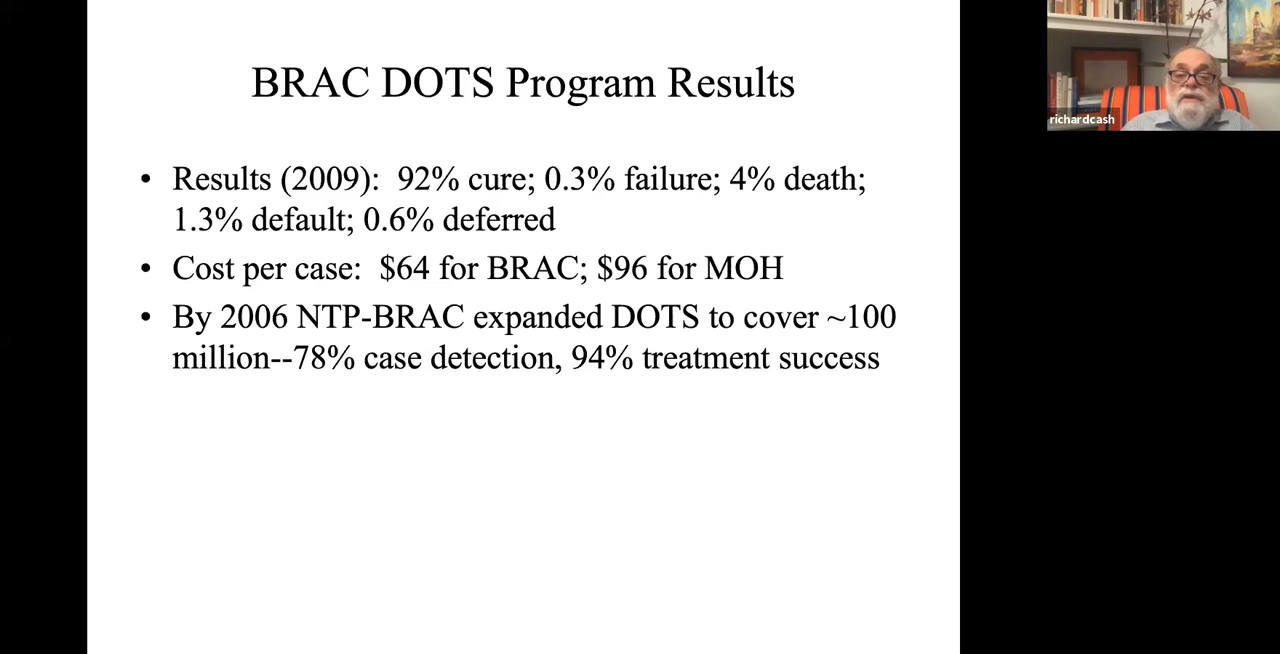 BRAC DOTS Program Results
• Results (2009):  92% cure; 0.3% failure; 4% death;
1.3% default; 0.6% deferred
• Cost per case:  $64 for BRAC; $96 for MOH
• By 2006 NTP-BRAC expanded DOTS to cover ~100
million--78% case detection, 94% treatment success
richardcash